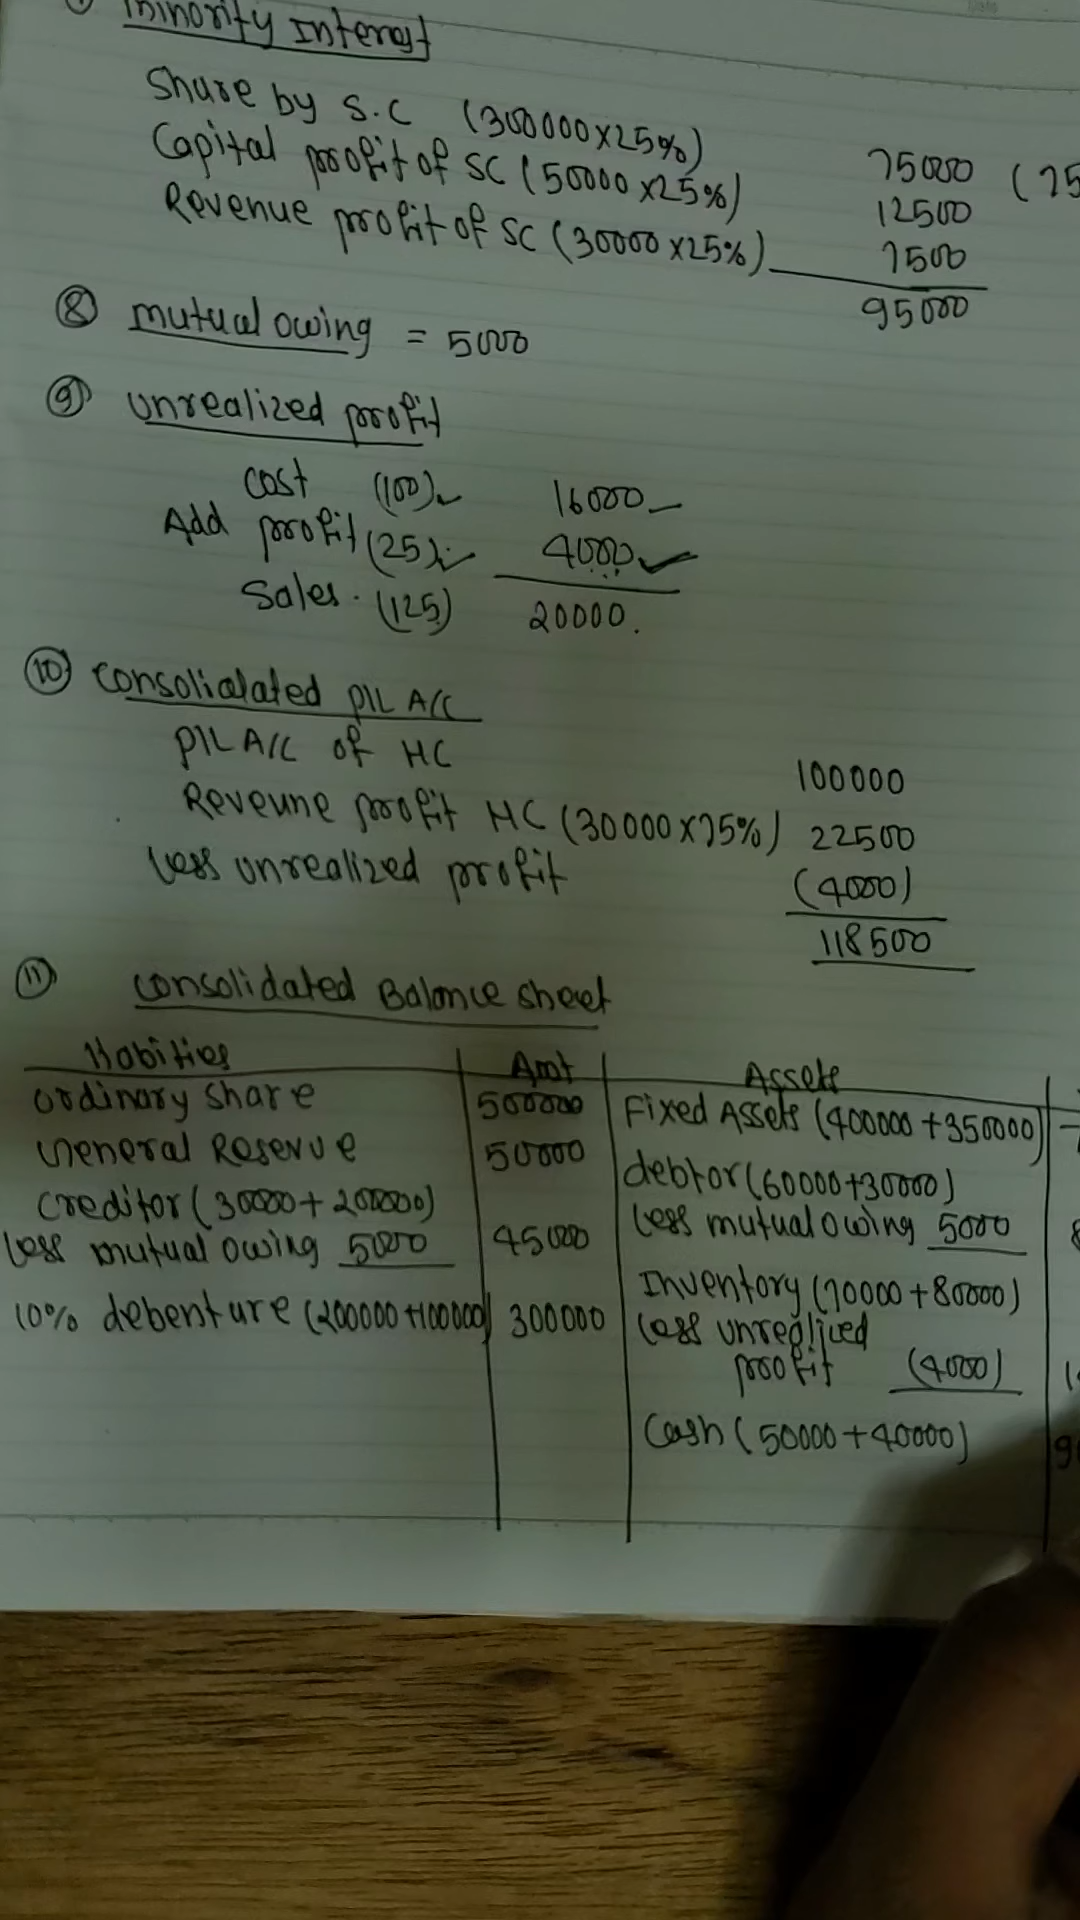 minority Interest
Share by S.C (300000×25%) 75000 (75
Capital profit of SC (50000×25%) 12500
Revenue profit of SC (30000×25%) 7500
95000
⑧ mutual owing = 5000
⑨ unrealized profit
Cost (100) 16000
Add profit (25) 4000
Sales. (125) 20000.
⑩ Consolidated P/L A/C
P/L A/C of HC 100000
Reveune profit HC (30000×75%) 22500
Less unrealized profit (4000)
118500
⑪ Consolidated Balance sheet
liabities Amt Assets
ordinary share 500000 Fixed Assets (400000+350000)
General Reserve 50000 debtor (60000+30000)
Creditor (30000+200000) Less mutual owing 5000
Less mutual owing 5000 45000
Inventory (70000+80000)
10% debenture (200000+100000) 300000 Less unrealized
profit (4000)
Cash (50000+40000)